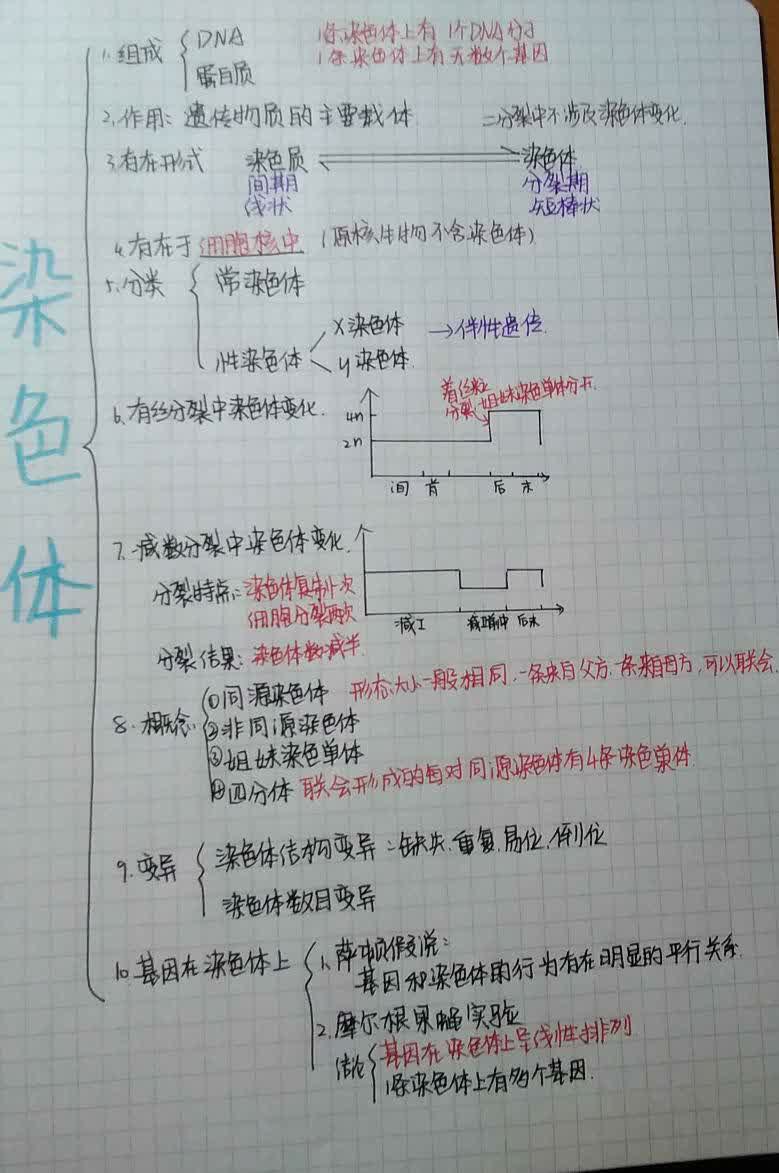 染色体
1.组成 DNA 1条染色体上有1个DNA分子
蛋白质 1条染色体上有无数个基因
2.作用:遗传物质的主要载体 二分裂中不涉及染色体变化.
3.存在形式 染色质 染色体
间期 分裂期
线状 短棒状
4.存在于细胞核中(原核生物不含染色体)
5.分类 常染色体
性染色体 X染色体 →伴性遗传.
y染色体.
6.有丝分裂中染色体变化. 着丝粒
分裂,姐妹染色单体分开.
4n
2n
间 首 后 末
7.减数分裂中染色体变化.
分裂特点:染色体复制1次
细胞分裂两次
减I 减Ⅱ前中 后末
分裂结果:染色体数减半.
8.概念 ①同源染色体 形态大小一般相同,一条来自父方,一条来自母方,可以联会.
②非同源染色体
③姐妹染色单体
④四分体 联会形成的每对同源染色体有4条染色单体
9.变异 染色体结构变异:缺失.重复.易位.倒位
染色体数目变异
10.基因在染色体上 1.萨顿假说:
基因和染色体的行为存在明显的平行关系.
2.摩尔根果蝇实验
结论 基因在染色体上呈线性排列
1条染色体上有多个基因.